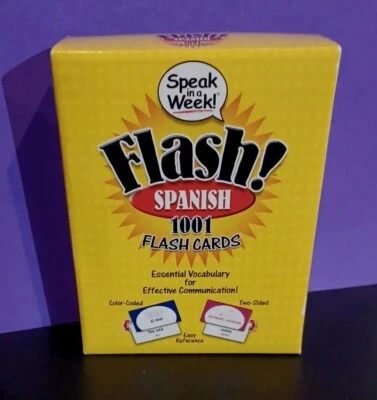 Speak
in a
Week!
Flash!
SPANISH
1001
FLASH CARDS
Essential Vocabulary
for
Effective Communication!
Color-Coded
Two-Sided
Easy
Reference